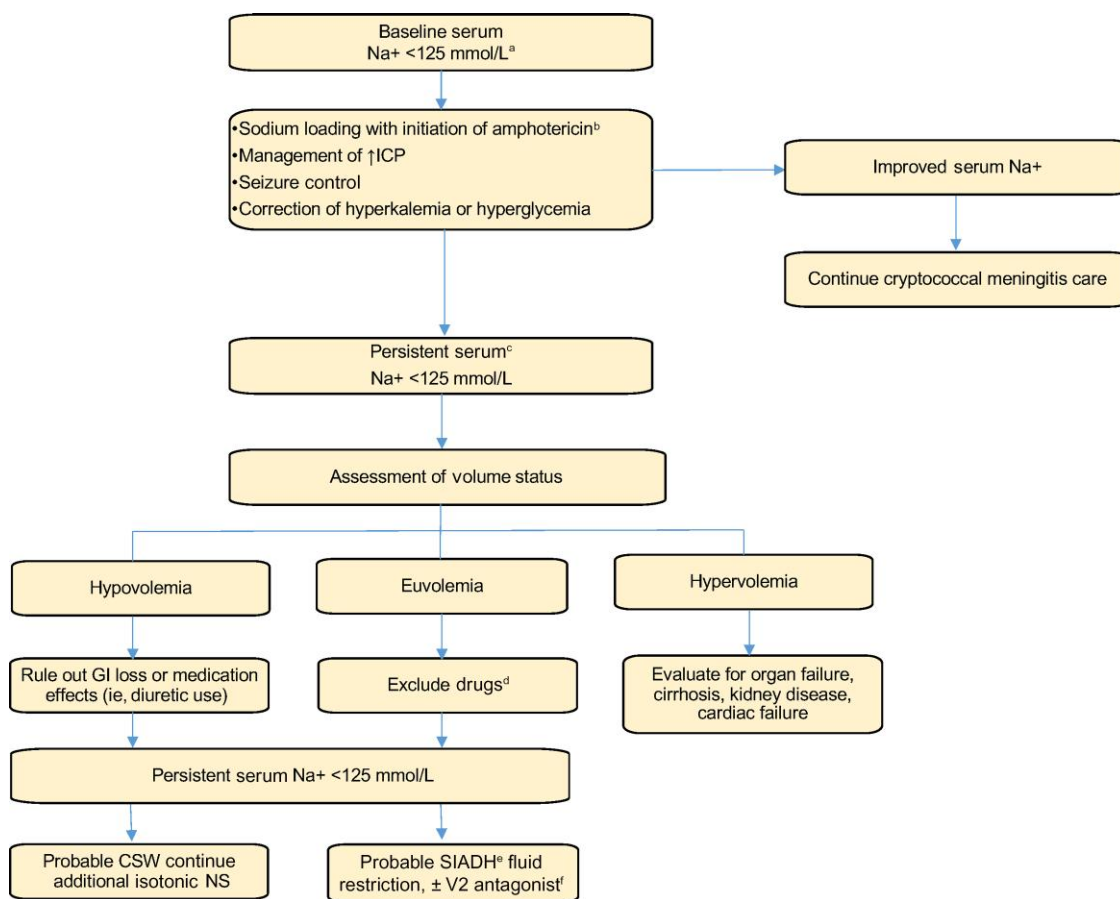 Baseline serum
Na+ <125 mmol/Lᵃ
•Sodium loading with initiation of amphotericinᵇ
•Management of ↑ICP
•Seizure control
•Correction of hyperkalemia or hyperglycemia
Improved serum Na+
Continue cryptococcal meningitis care
Persistent serumᶜ
Na+ <125 mmol/L
Assessment of volume status
Hypovolemia
Euvolemia
Hypervolemia
Rule out GI loss or medication
effects (ie, diuretic use)
Exclude drugsᵈ
Evaluate for organ failure,
cirrhosis, kidney disease,
cardiac failure
Persistent serum Na+ <125 mmol/L
Probable CSW continue
additional isotonic NS
Probable SIADHᵉ fluid
restriction, ± V2 antagonistᶠ